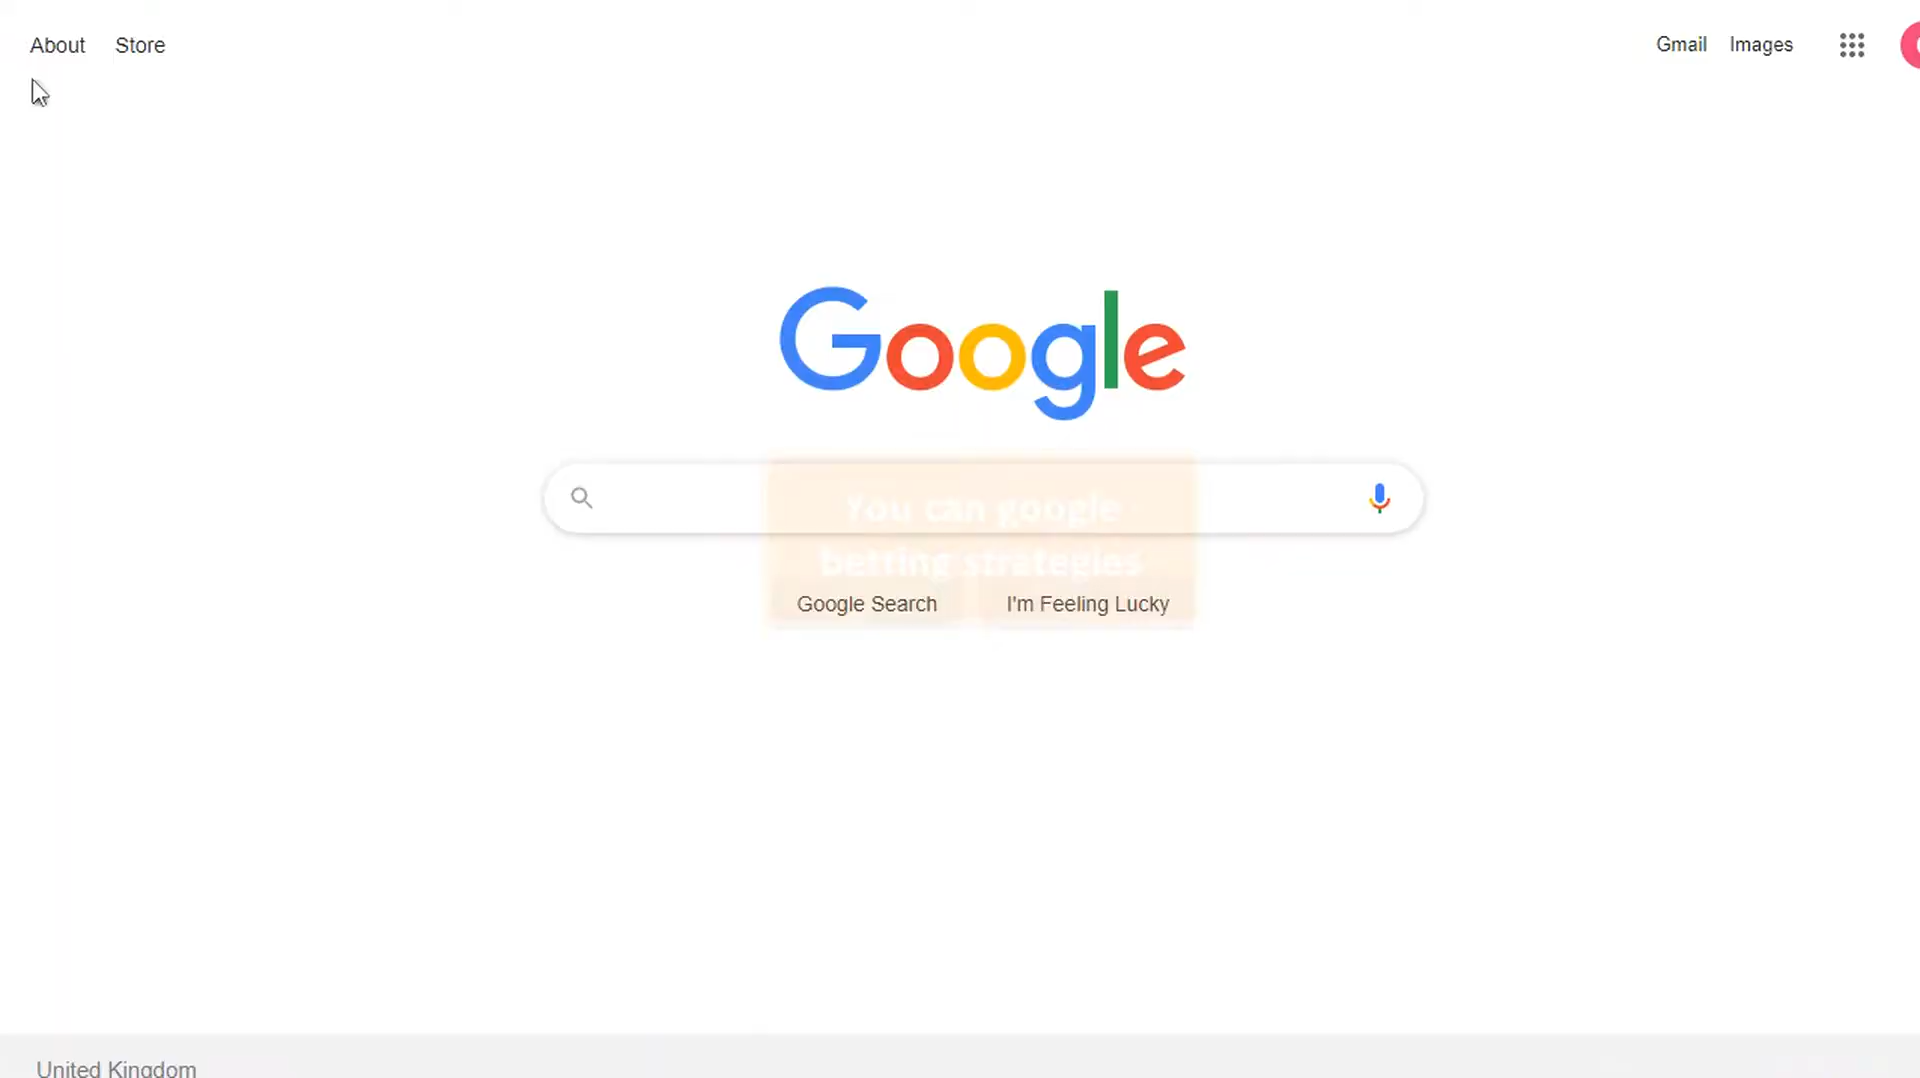 About Store
Gmail Images
Google
You can google
betting strategies
Google Search I'm Feeling Lucky
United Kingdom